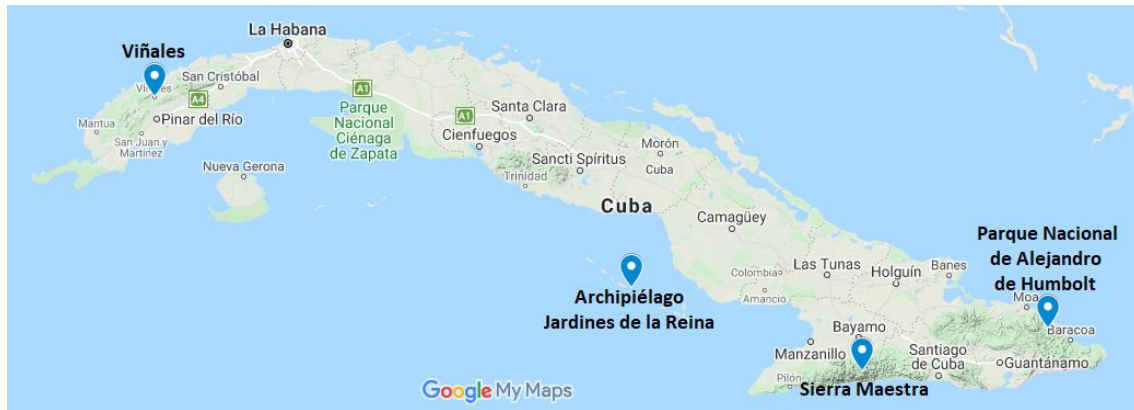 La Habana
Viñales
Viñales
San Cristóbal
A4
Pinar del Río
Mantua
San Juan y
Martínez
Nueva Gerona
A1
Parque
Nacional
Ciénaga
de Zapata
A1
Santa Clara
Cienfuegos
Sancti Spíritus
Trinidad
Morón
Cuba
Cuba
Camagüey
Archipiélago
Jardines de la Reina
Colombia
Amancio
Las Tunas
Holguín
Banes
Parque Nacional
de Alejandro
de Humbolt
Moa
Baracoa
Bayamo
Manzanillo
Santiago
de Cuba
Guantánamo
Pilón
Sierra Maestra
Google My Maps